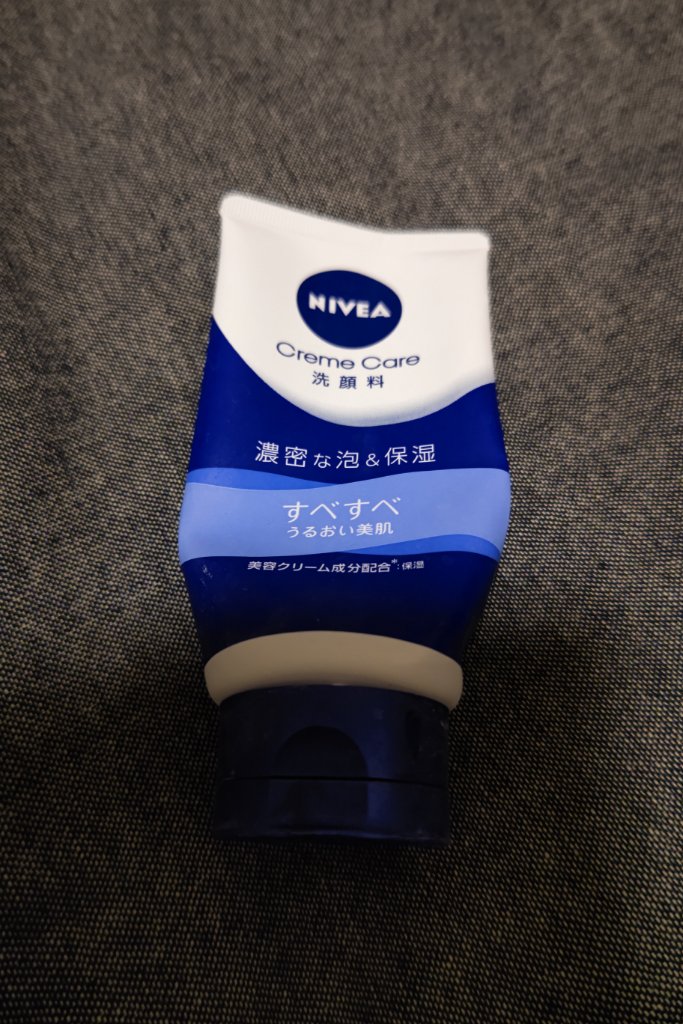 NIVEA
Creme Care
洗顔料
濃密な泡&保湿
すべすべ
うるおい美肌
美容クリーム成分配合*:保湿